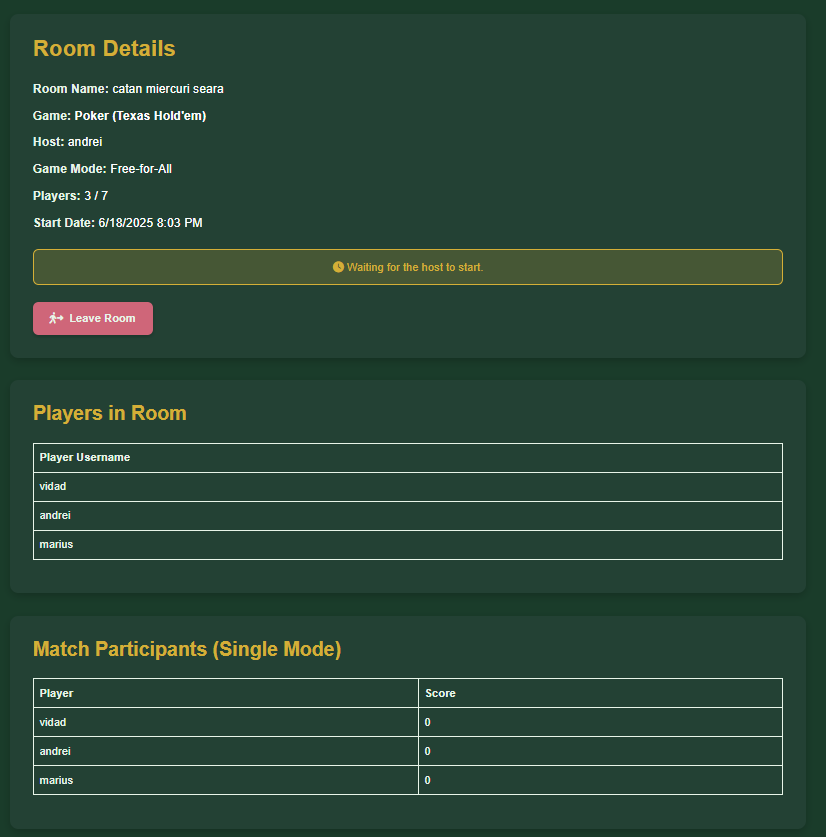 Room Details
Room Name: catan miercuri seara
Game: Poker (Texas Hold'em)
Host: andrei
Game Mode: Free-for-All
Players: 3 / 7
Start Date: 6/18/2025 8:03 PM
Waiting for the host to start.
Leave Room
Players in Room
Player Username
vidad
andrei
marius
Match Participants (Single Mode)
Player Score
vidad 0
andrei 0
marius 0